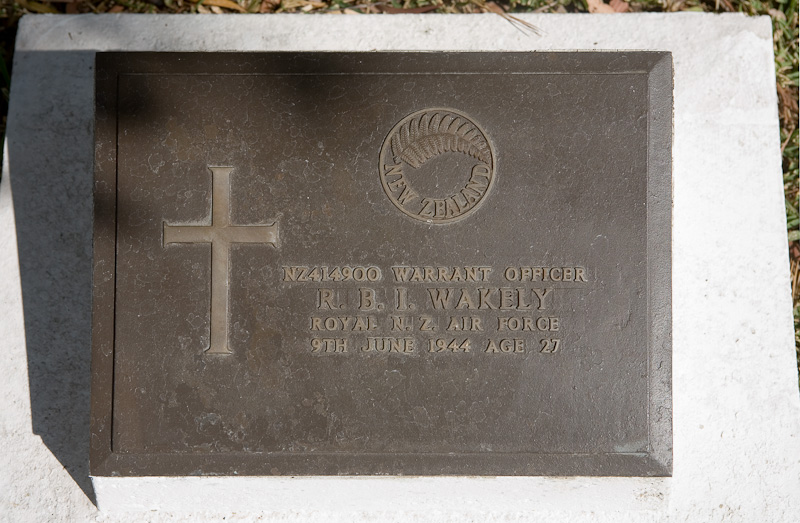 NEW ZEALAND
NZ414900 WARRANT OFFICER
R. B. I. WAKELY
ROYAL N. Z. AIR FORCE
9TH JUNE 1944 AGE 27